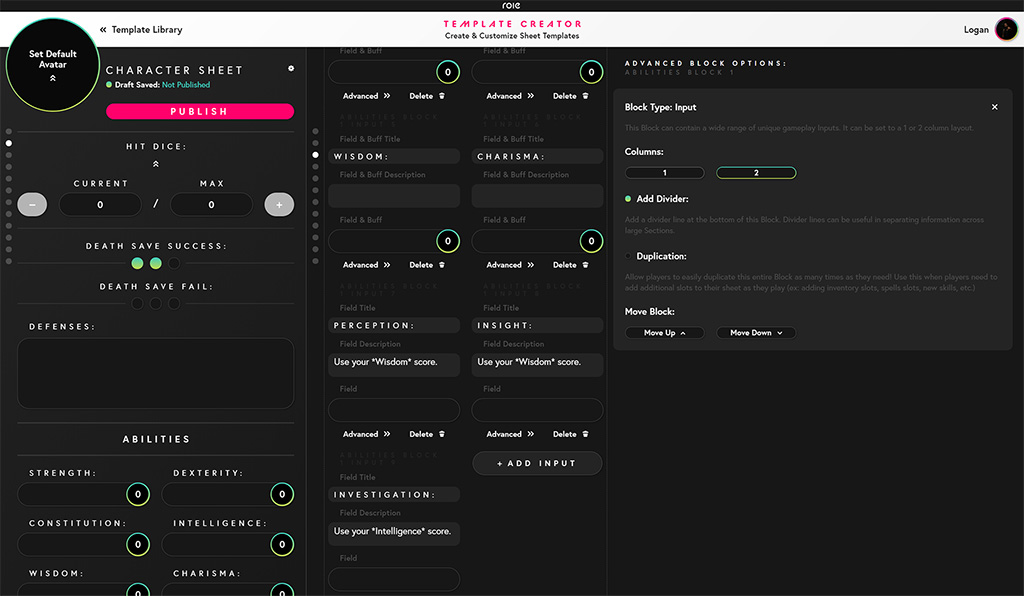 role
« Template Library
TEMPLATE CREATOR
Create & Customize Sheet Templates
Logan
Set Default
Avatar
CHARACTER SHEET
Draft Saved: Not Published
PUBLISH
HIT DICE:
CURRENT
MAX
−
0
/
0
+
DEATH SAVE SUCCESS:
DEATH SAVE FAIL:
DEFENSES:
ABILITIES
STRENGTH:
DEXTERITY:
0
0
CONSTITUTION:
INTELLIGENCE:
0
0
WISDOM:
CHARISMA:
0
0
Field & Buff
Field & Buff
0
0
Advanced »
Delete
Advanced »
Delete
ABILITIES BLOCK
ABILITIES BLOCK
Field & Buff Title
Field & Buff Title
WISDOM:
CHARISMA:
Field & Buff Description
Field & Buff Description
Field & Buff
Field & Buff
0
0
Advanced »
Delete
Advanced »
Delete
ABILITIES BLOCK
ABILITIES BLOCK
Field Title
Field Title
PERCEPTION:
INSIGHT:
Field Description
Field Description
Use your *Wisdom* score.
Use your *Wisdom* score.
Field
Field
Advanced »
Delete
Advanced »
Delete
ABILITIES BLOCK
+ ADD INPUT
Field Title
INVESTIGATION:
Field Description
Use your *Intelligence* score.
Field
ADVANCED BLOCK OPTIONS:
ABILITIES BLOCK 1
Block Type: Input
×
This Block can contain a wide range of unique gameplay Inputs. It can be set to a 1 or 2 column layout.
Columns:
1
2
Add Divider:
Add a divider line at the bottom of this Block. Divider lines can be useful in separating information across
large Sections.
Duplication:
Allow players to easily duplicate this entire Block as many times as they need! Use this when players need to
add additional slots to their sheet as they play (ex: adding inventory slots, spells slots, new skills, etc.)
Move Block:
Move Up
Move Down